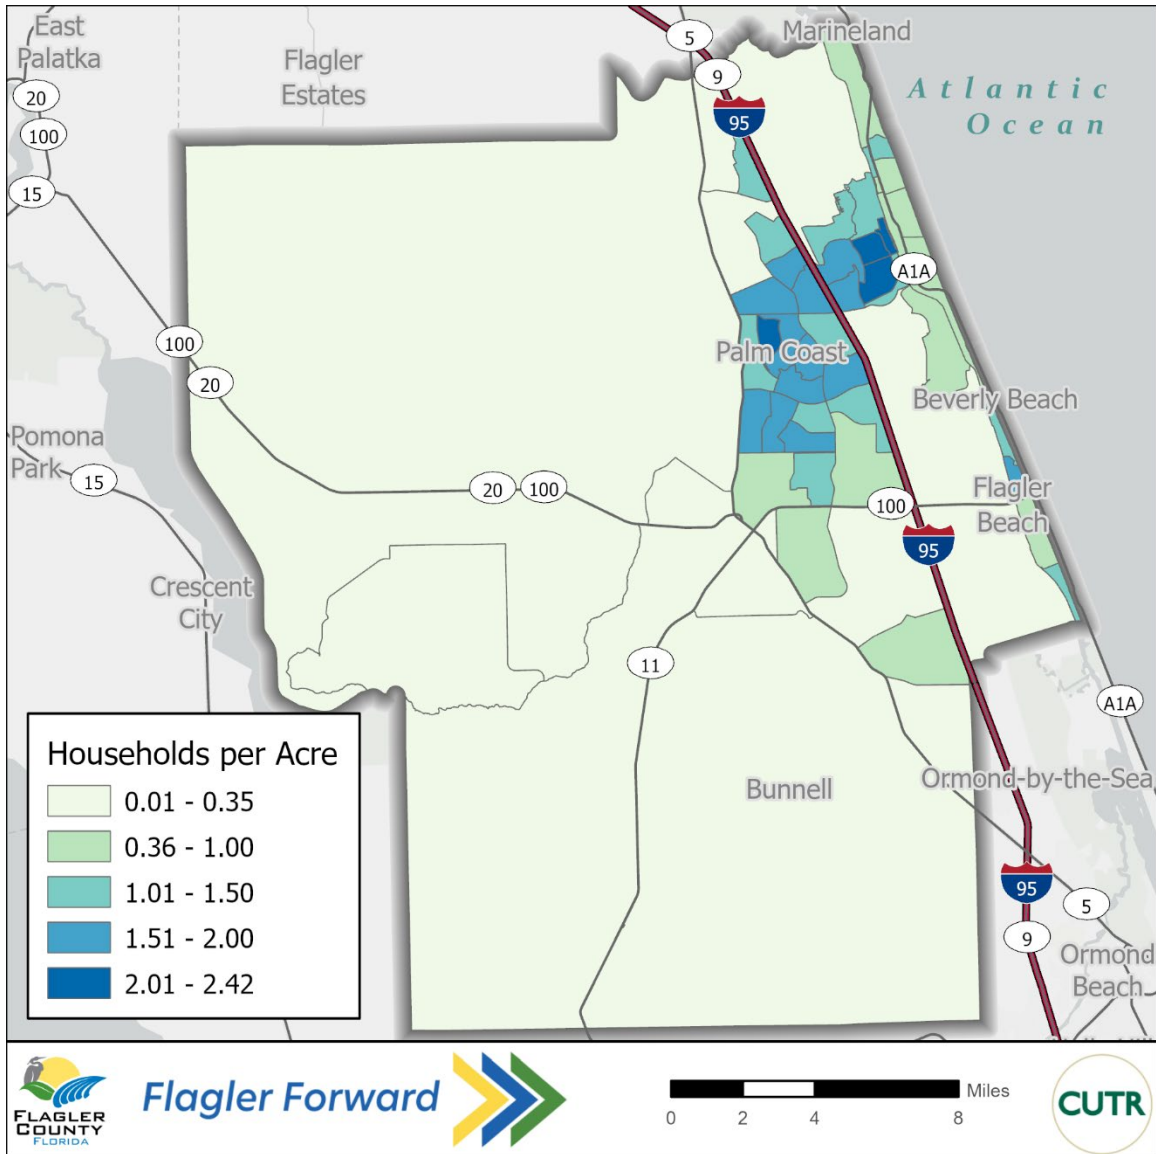 East
Palatka
Flagler
Estates
5
Marineland
9
20
95
Atlantic
Ocean
100
15
A1A
100
Palm Coast
20
Beverly Beach
Pomona
Park
15
20
100
100
Flagler
Beach
95
Crescent
City
11
A1A
Households per Acre
0.01 - 0.35
0.36 - 1.00
1.01 - 1.50
1.51 - 2.00
2.01 - 2.42
Bunnell
Ormond-by-the-Sea
95
5
9
Ormond
Beach
FLAGLER
COUNTY
FLORIDA
Flagler Forward
Miles
0 2 4 8
CUTR